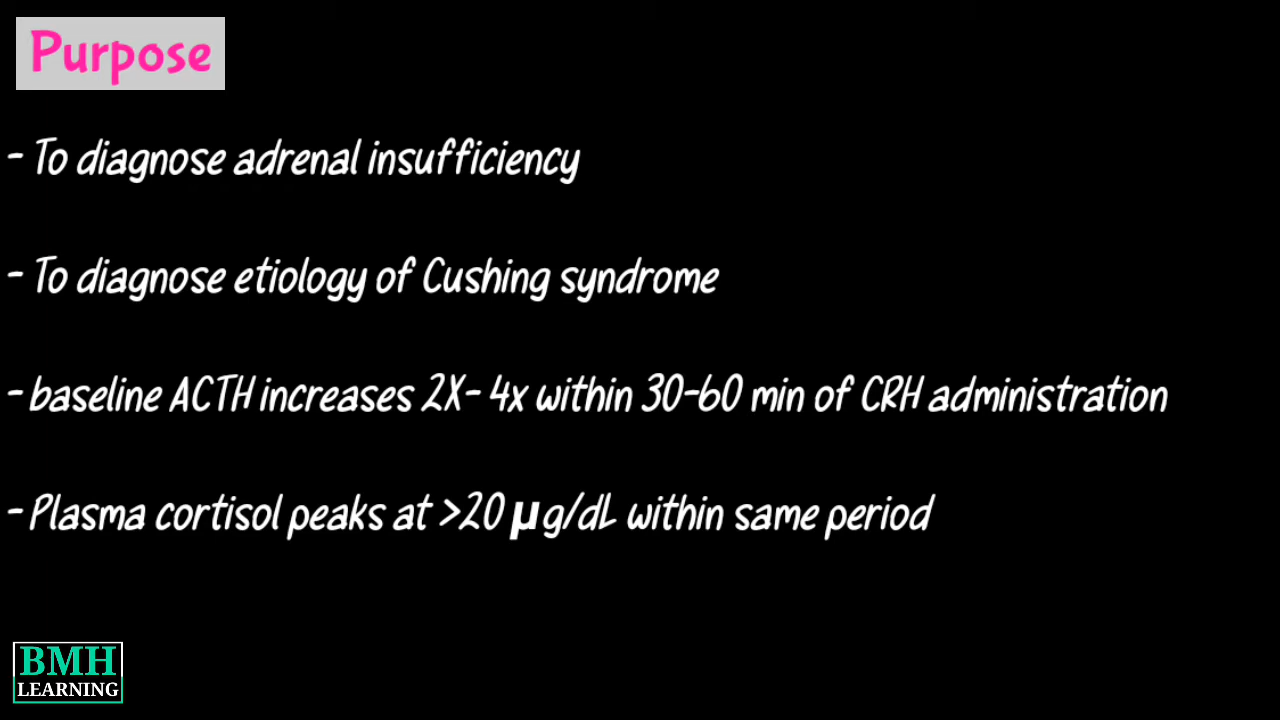 Purpose
- To diagnose adrenal insufficiency
- To diagnose etiology of Cushing syndrome
- baseline ACTH increases 2X- 4x within 30-60 min of CRH administration
- Plasma cortisol peaks at >20 µg/dL within same period
BMH
LEARNING